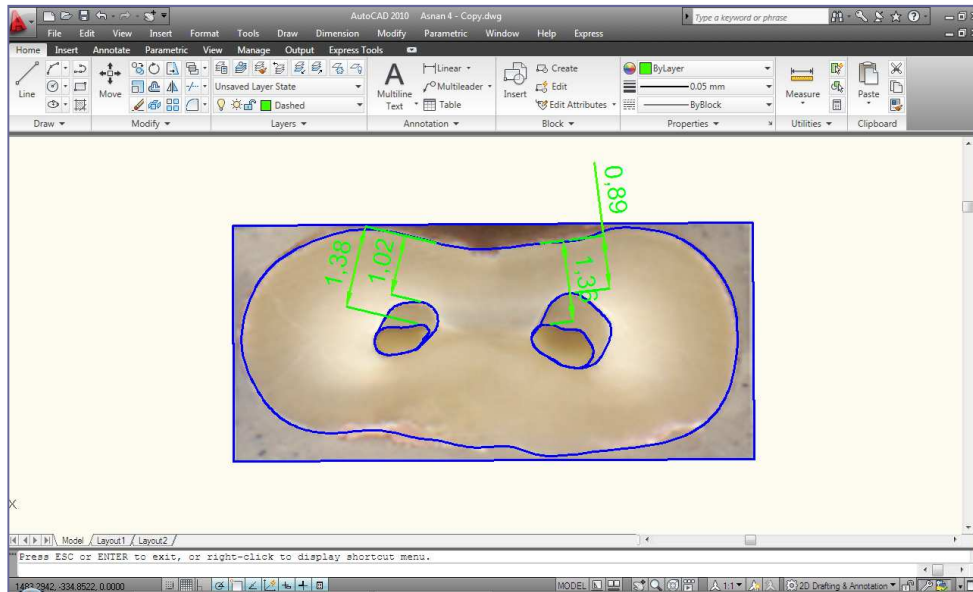 AutoCAD 2010 Asnan 4 - Copy.dwg
Type a keyword or phrase
File Edit View Insert Format Tools Draw Dimension Modify Parametric Window Help Express
Home Insert Annotate Parametric View Manage Output Express Tools
Line
Move
Unsaved Layer State
Dashed
A
Multiline Text
Linear
Multileader
Table
Insert
Create
Edit
Edit Attributes
ByLayer
0.05 mm
ByBlock
Measure
Paste
Draw Modify Layers Annotation Block Properties Utilities Clipboard
0,89
1,38
1,02
1,36
X
Model Layout1 Layout2
Press ESC or ENTER to exit, or right-click to display shortcut menu.
1483.2942, -334.8522, 0.0000
MODEL
1:1
2D Drafting & Annotation